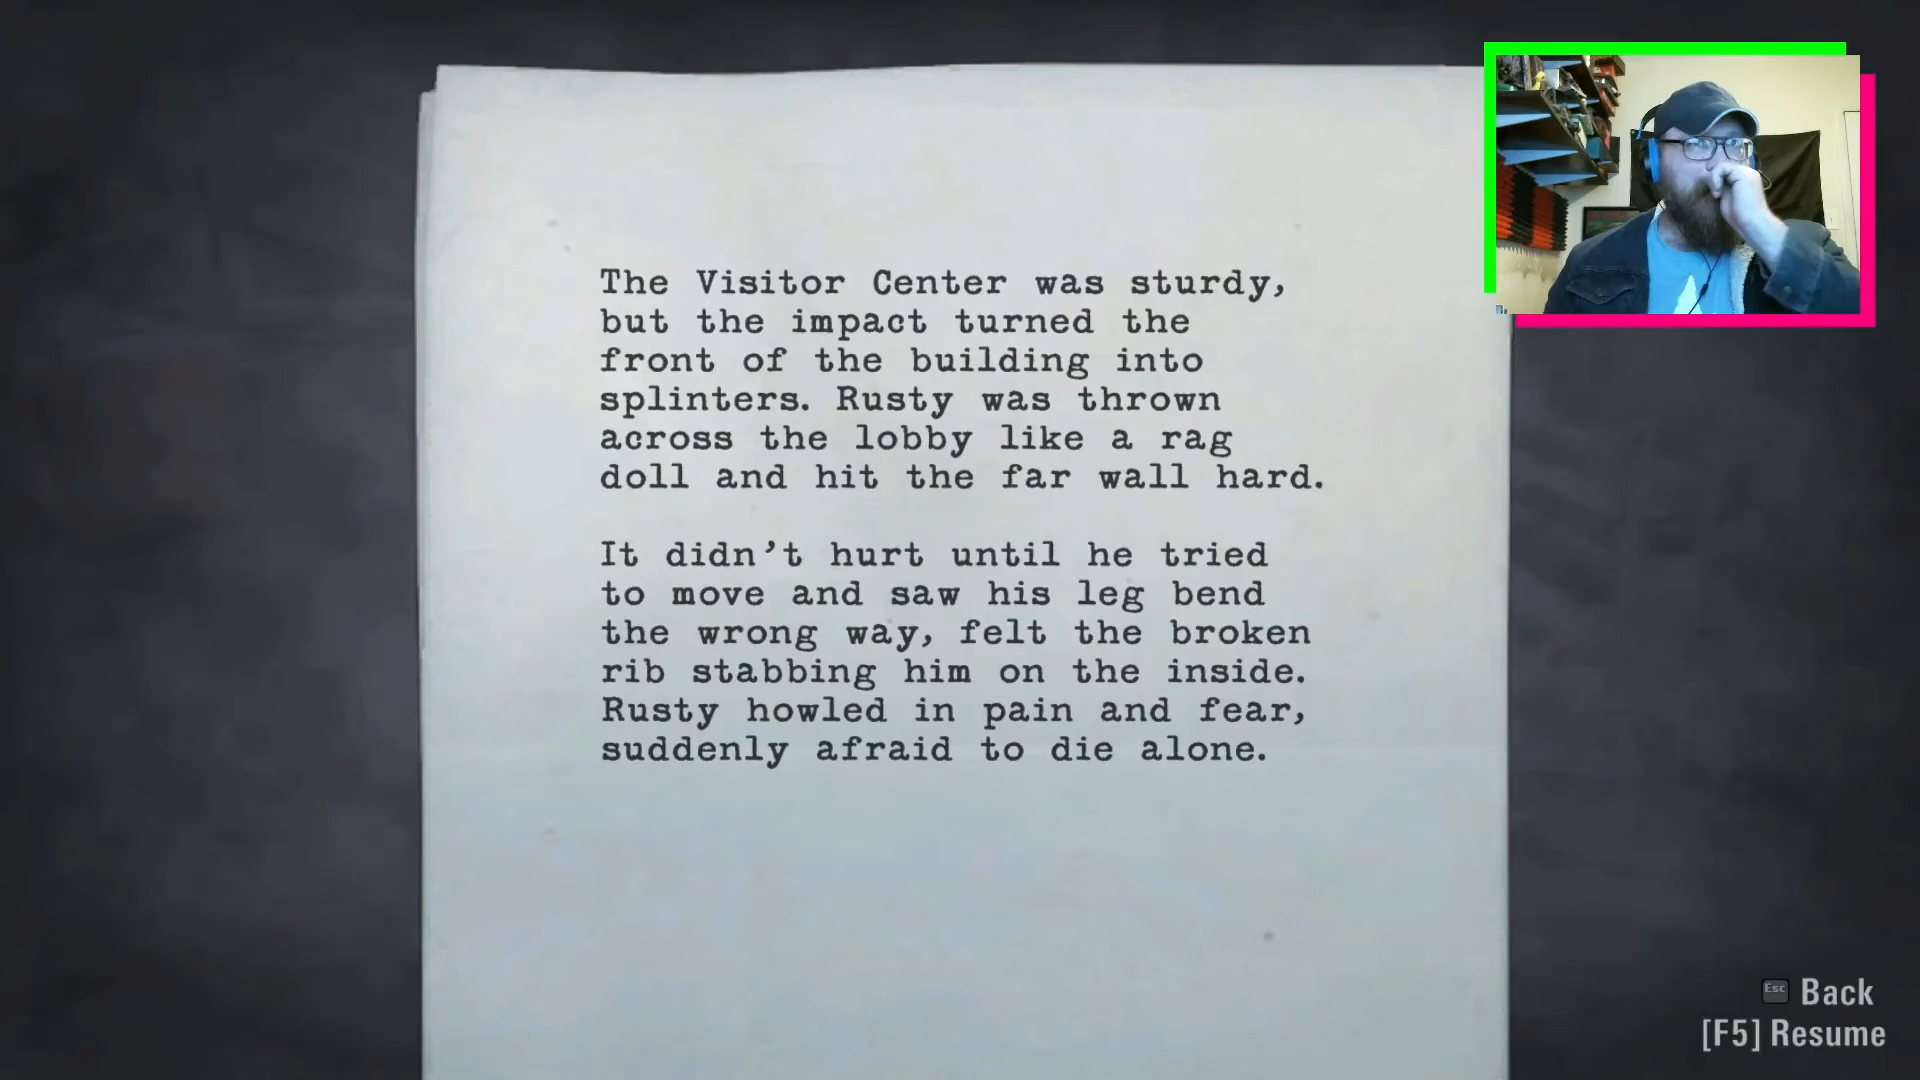 The Visitor Center was sturdy,
but the impact turned the
front of the building into
splinters. Rusty was thrown
across the lobby like a rag
doll and hit the far wall hard.
It didn't hurt until he tried
to move and saw his leg bend
the wrong way, felt the broken
rib stabbing him on the inside.
Rusty howled in pain and fear,
suddenly afraid to die alone.
Esc Back
[F5] Resume